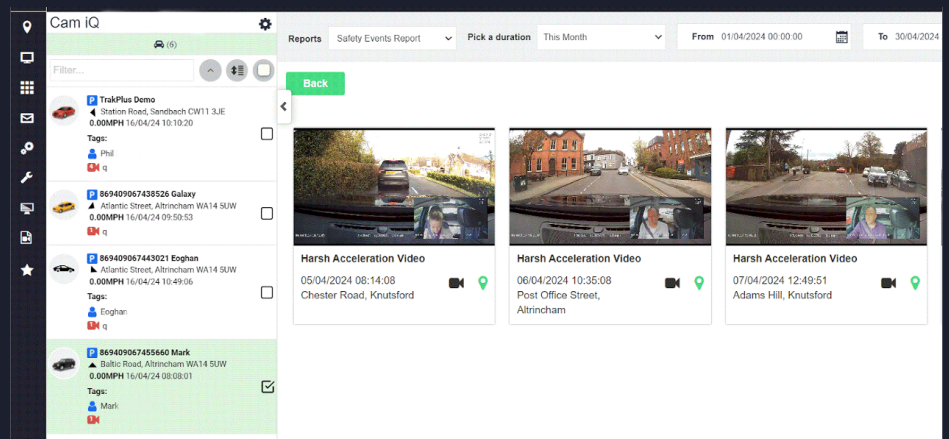 Cam iQ
(6)
Filter...
TrakPlus Demo
Station Road, Sandbach CW11 3JE
0.00MPH 16/04/24 10:10:20
Tags:
Phil
q
869409067438526 Galaxy
Atlantic Street, Altrincham WA14 5UW
0.00MPH 16/04/24 09:50:53
q
869409067443021 Eoghan
Atlantic Street, Altrincham WA14 5UW
0.00MPH 16/04/24 10:49:06
Tags:
Eoghan
q
869409067455660 Mark
Baltic Road, Altrincham WA14 5UW
0.00MPH 16/04/24 08:08:01
Tags:
Mark
Reports
Safety Events Report
Pick a duration
This Month
From 01/04/2024 00:00:00
To 30/04/2024
Back
Harsh Acceleration Video
05/04/2024 08:14:08
Chester Road, Knutsford
Harsh Acceleration Video
06/04/2024 10:35:08
Post Office Street,
Altrincham
Harsh Acceleration Video
07/04/2024 12:49:51
Adams Hill, Knutsford